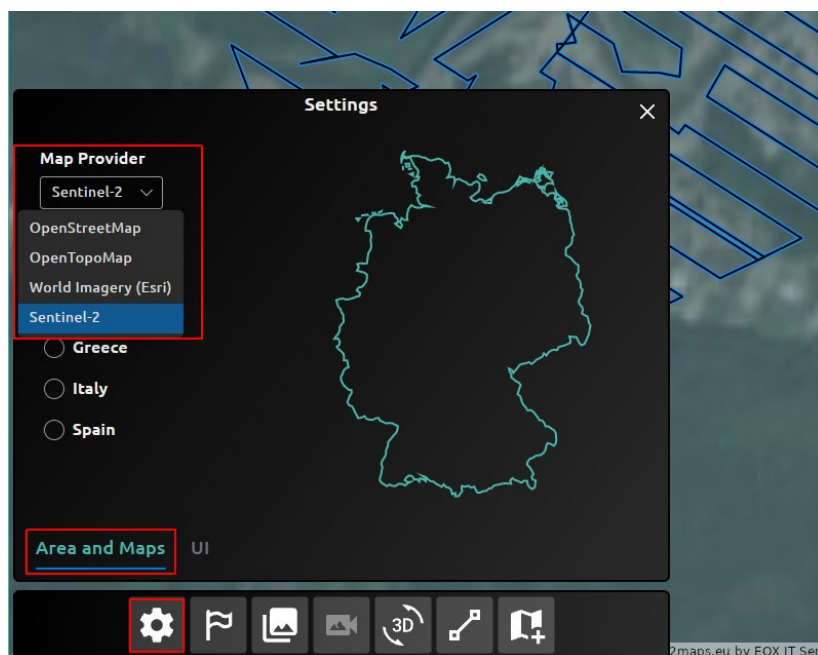 Settings
Map Provider
Sentinel-2
OpenStreetMap
OpenTopoMap
World Imagery (Esri)
Sentinel-2
Greece
Italy
Spain
Area and Maps UI
3D
2maps.eu by EOX IT Ser